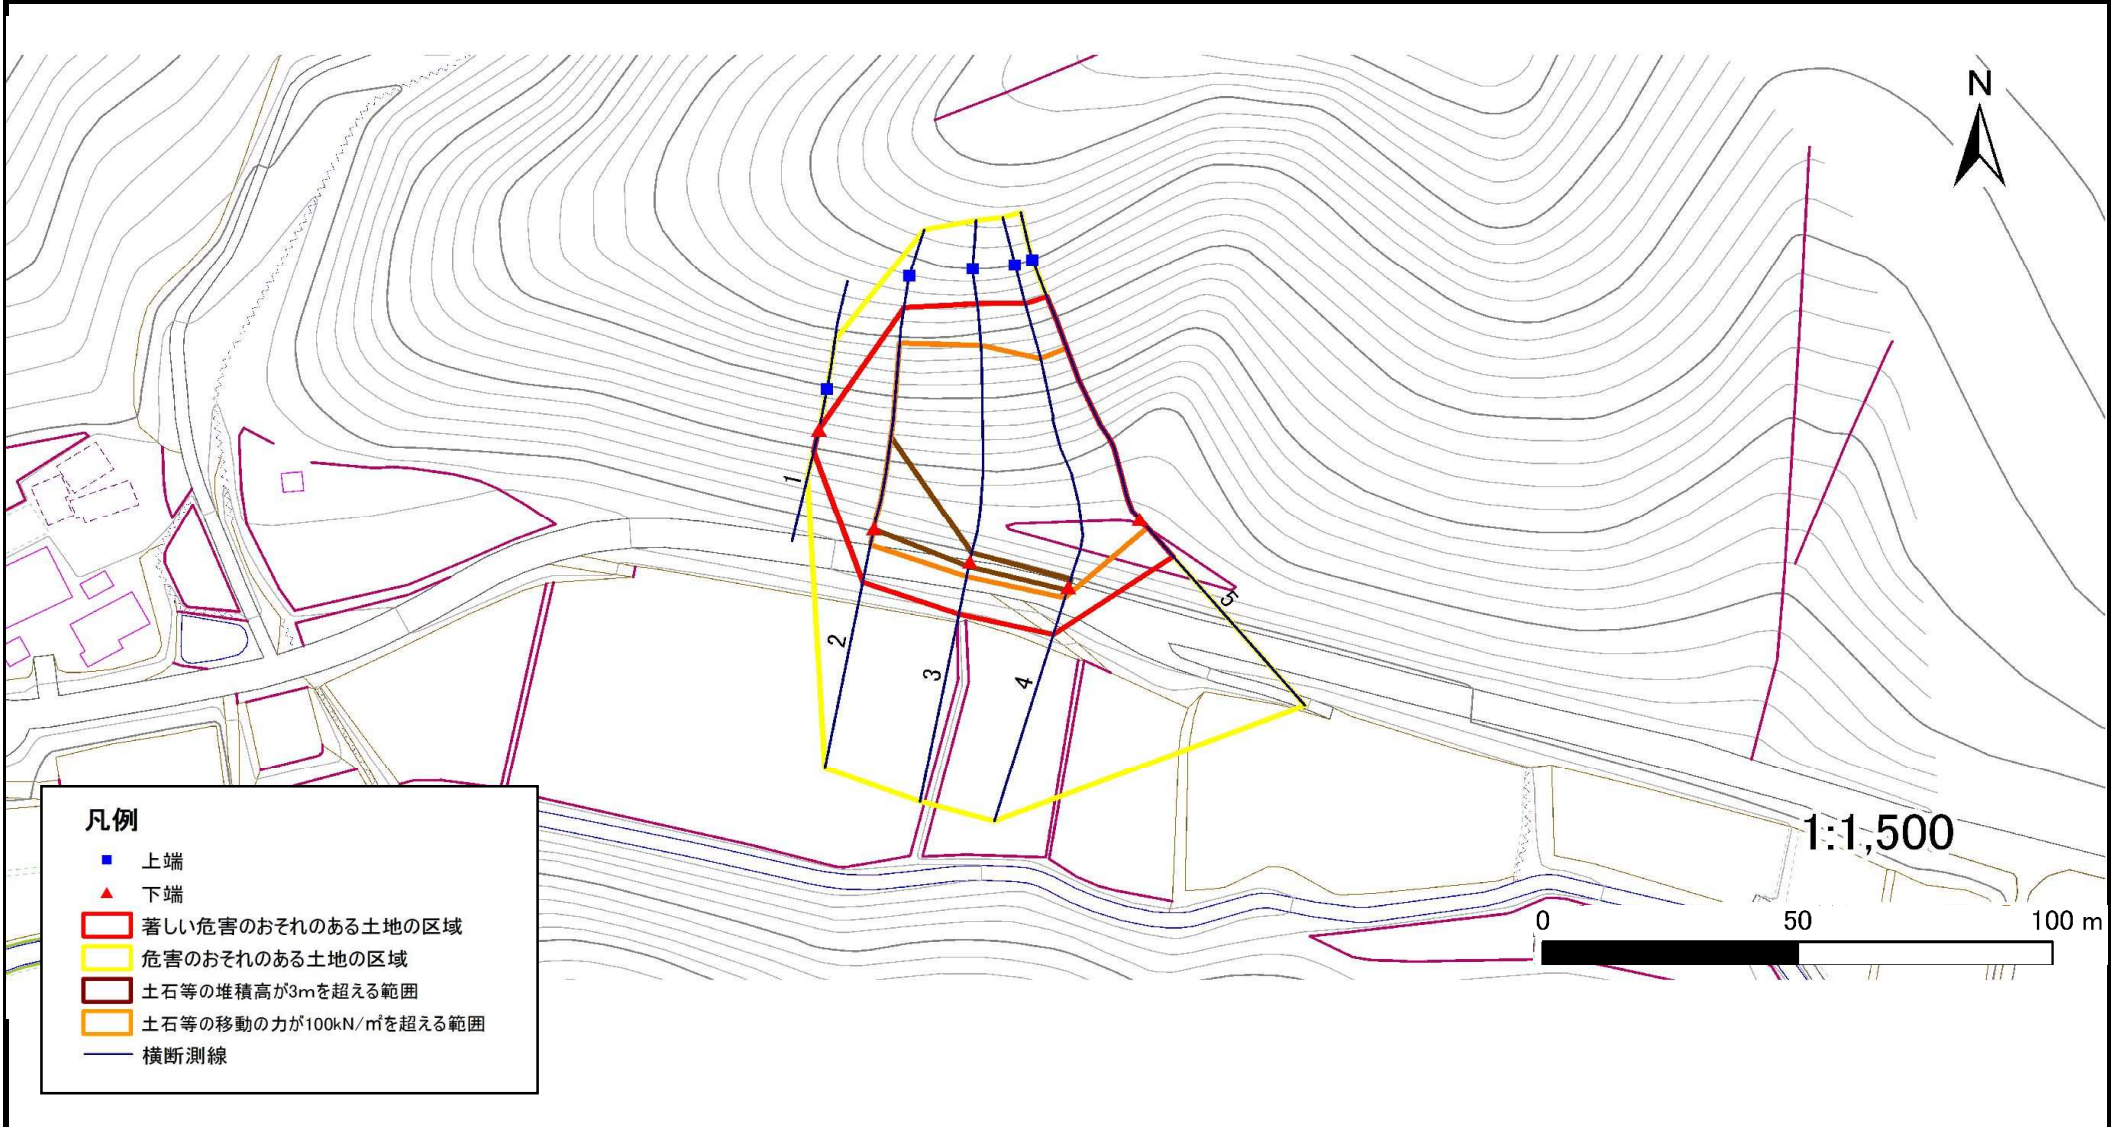 N
1
2
3
4
5
1:1,500
0 50 100 m
凡例
上端
下端
著しい危害のおそれのある土地の区域
危害のおそれのある土地の区域
土石等の堆積高が3mを超える範囲
土石等の移動の力が100kN/㎡を超える範囲
横断測線